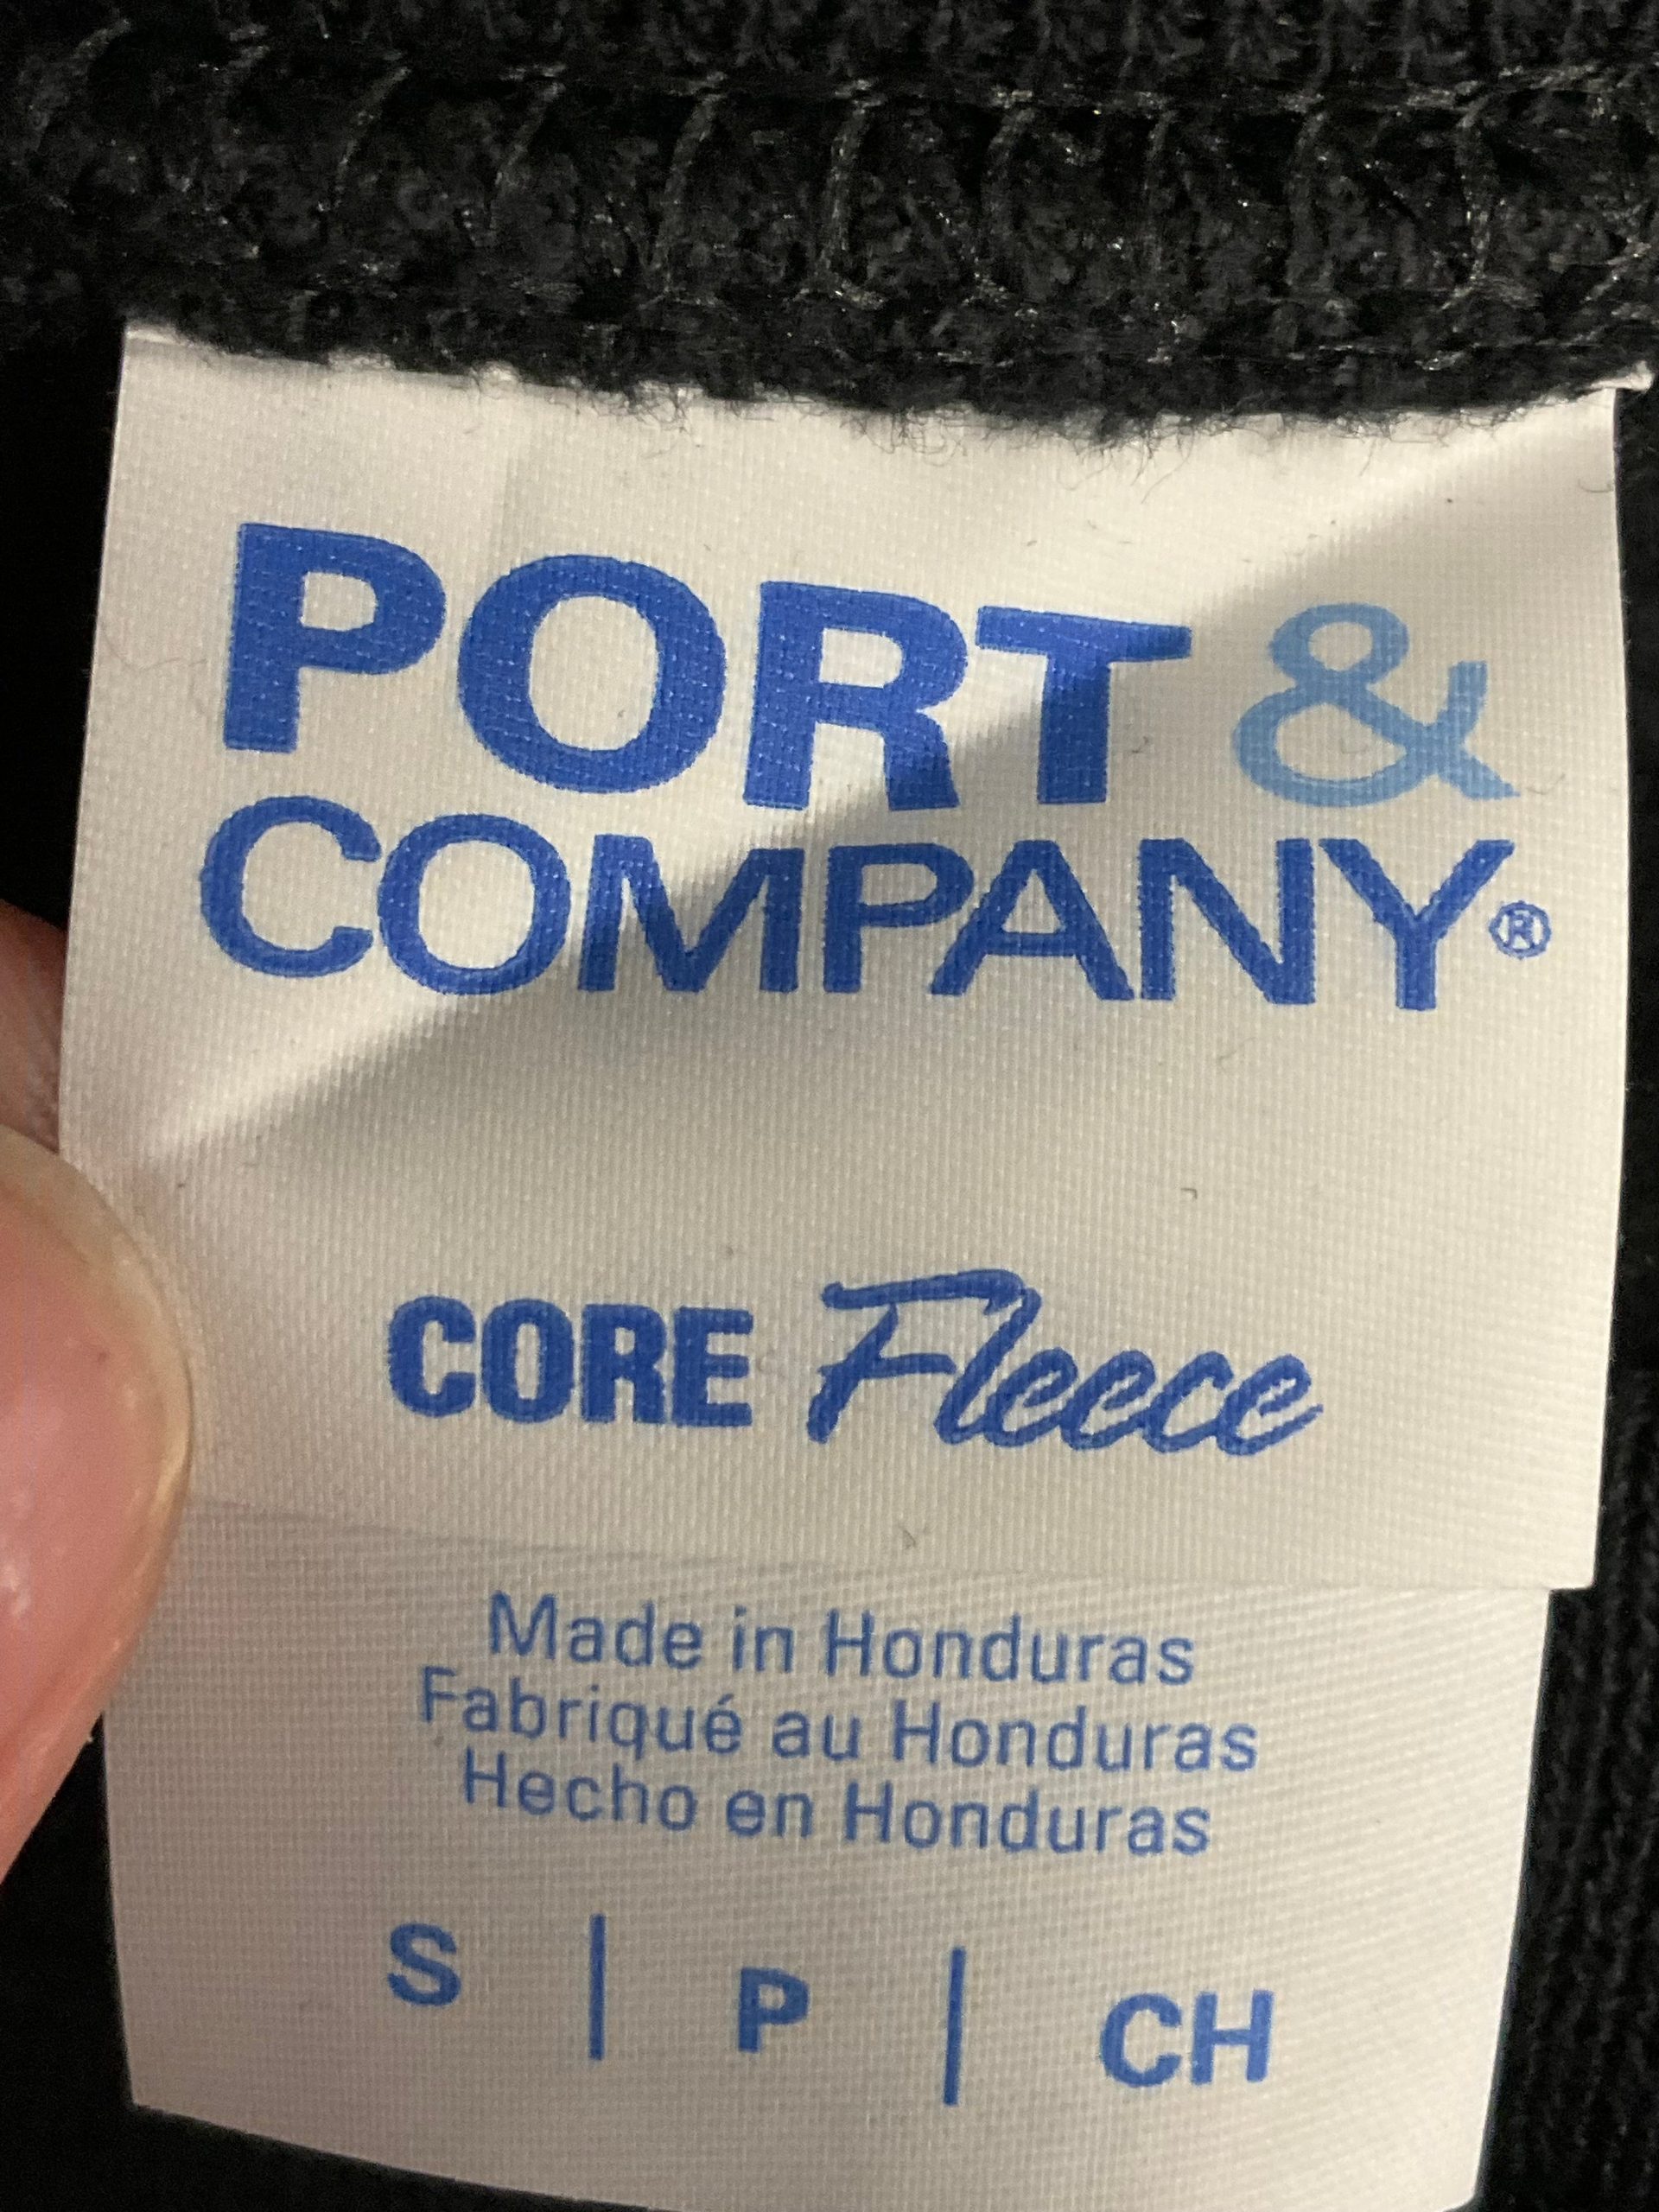 PORT &
COMPANY®
CORE Fleece
Made in Honduras
Fabriqué au Honduras
Hecho en Honduras
S | P | CH